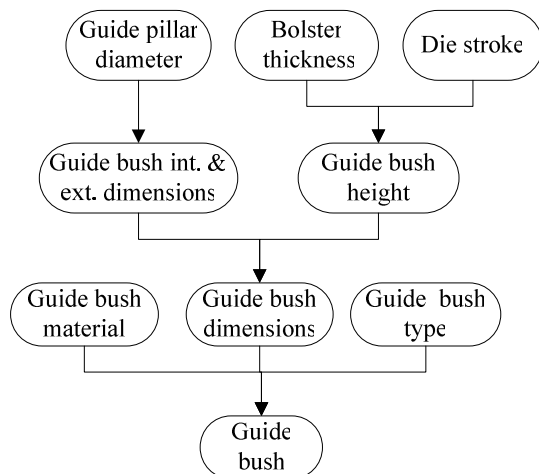 Guide pillar
diameter
Bolster
thickness
Die stroke
Guide bush int. &
ext. dimensions
Guide bush
height
Guide bush
material
Guide bush
dimensions
Guide bush
type
Guide
bush